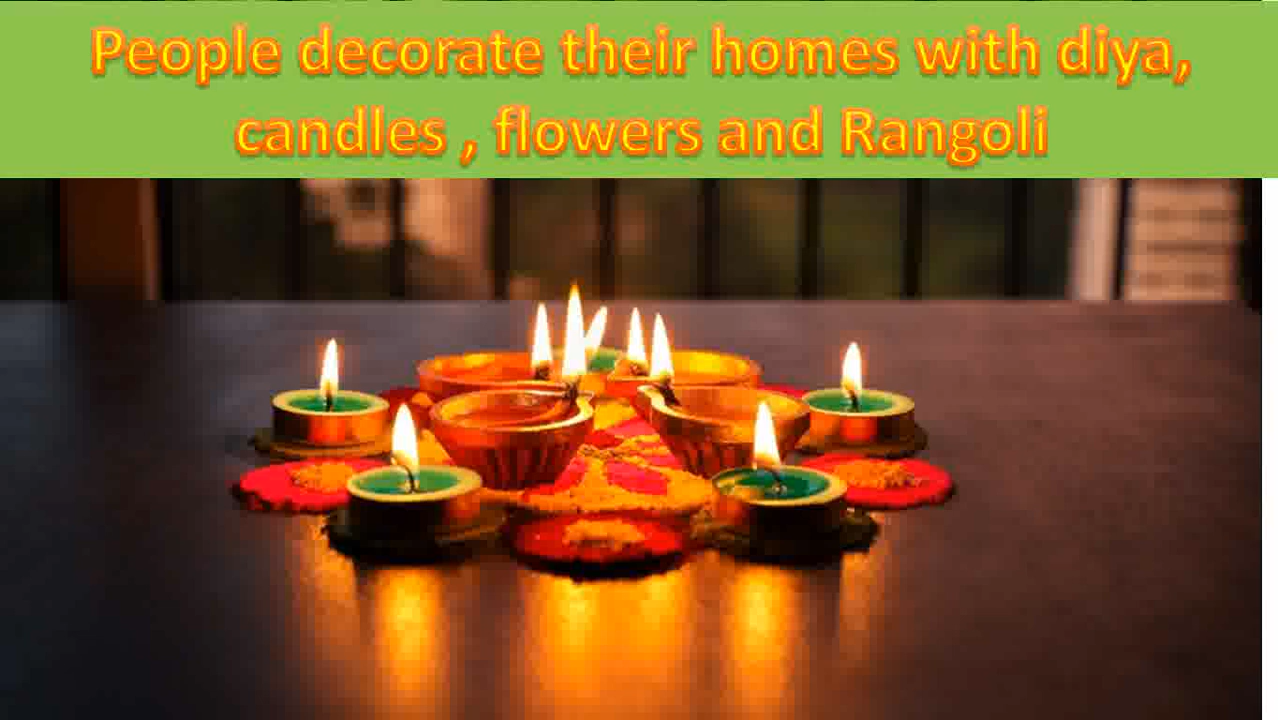 People decorate their homes with diya,
candles , flowers and Rangoli